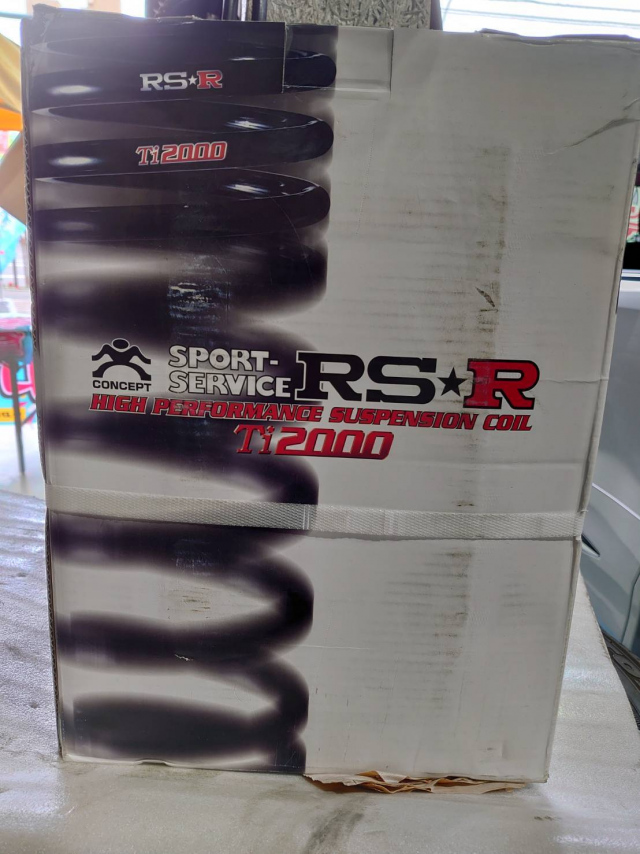 RS★R
Ti2000
SPORT-
SERVICE RS★R
CONCEPT
HIGH PERFORMANCE SUSPENSION COIL
Ti2000